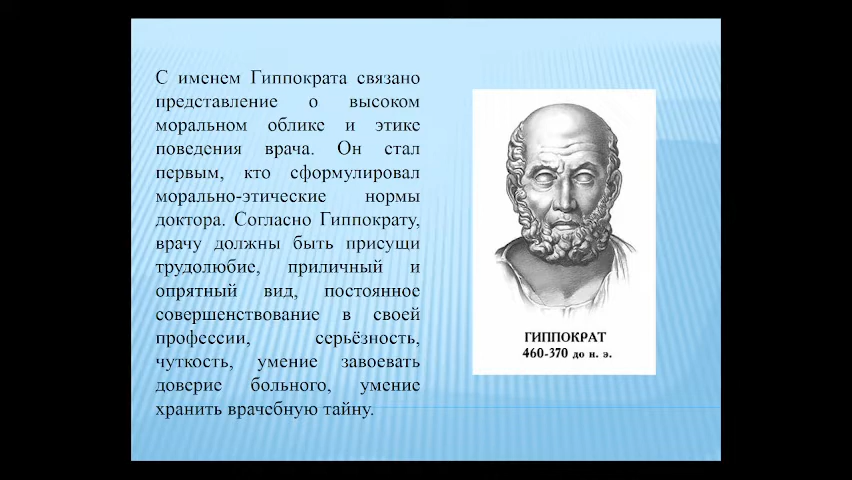 С именем Гиппократа связано
представление о высоком
моральном облике и этике
поведения врача. Он стал
первым, кто сформулировал
морально-этические нормы
доктора. Согласно Гиппократу,
врачу должны быть присущи
трудолюбие, приличный и
опрятный вид, постоянное
совершенствование в своей
профессии, серьёзность,
чуткость, умение завоевать
доверие больного, умение
хранить врачебную тайну.
ГИППОКРАТ
460-370 до н. э.